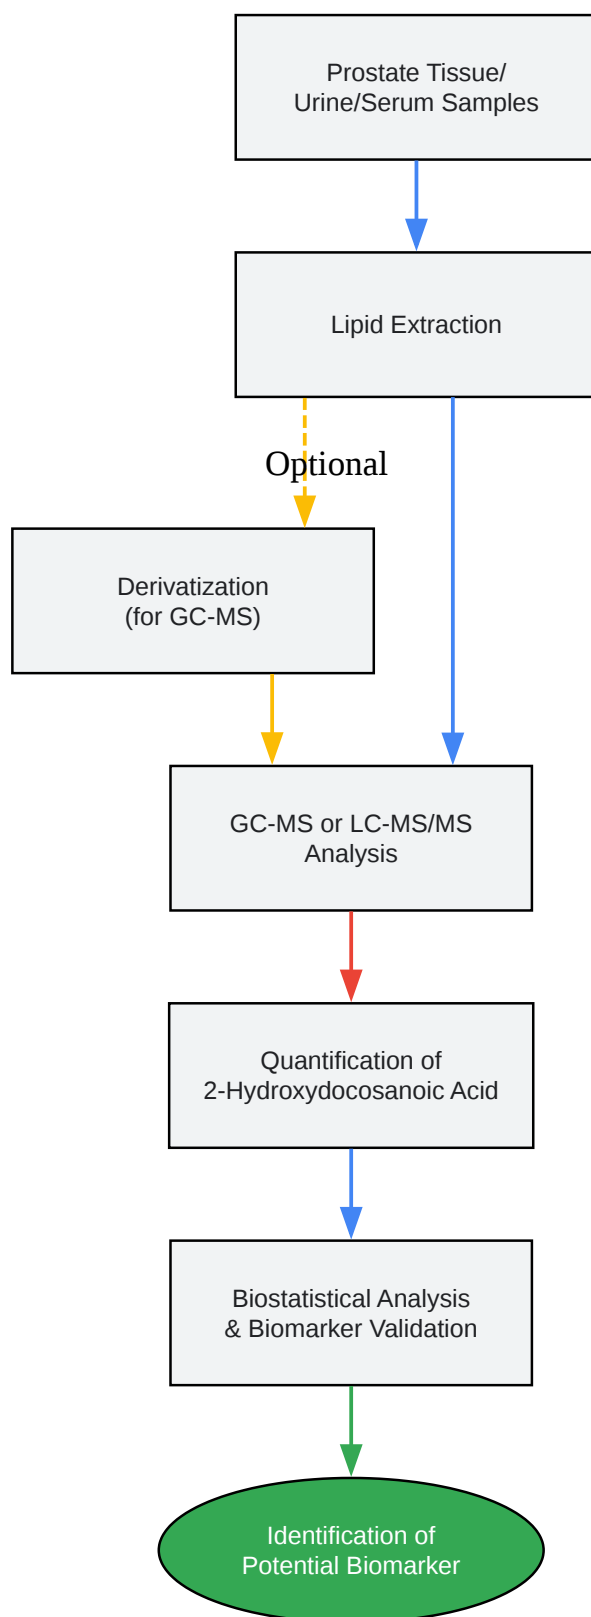 Prostate Tissue/
Urine/Serum Samples
Lipid Extraction
Optional
Derivatization
(for GC-MS)
GC-MS or LC-MS/MS
Analysis
Quantification of
2-Hydroxydocosanoic Acid
Biostatistical Analysis
& Biomarker Validation
Identification of
Potential Biomarker